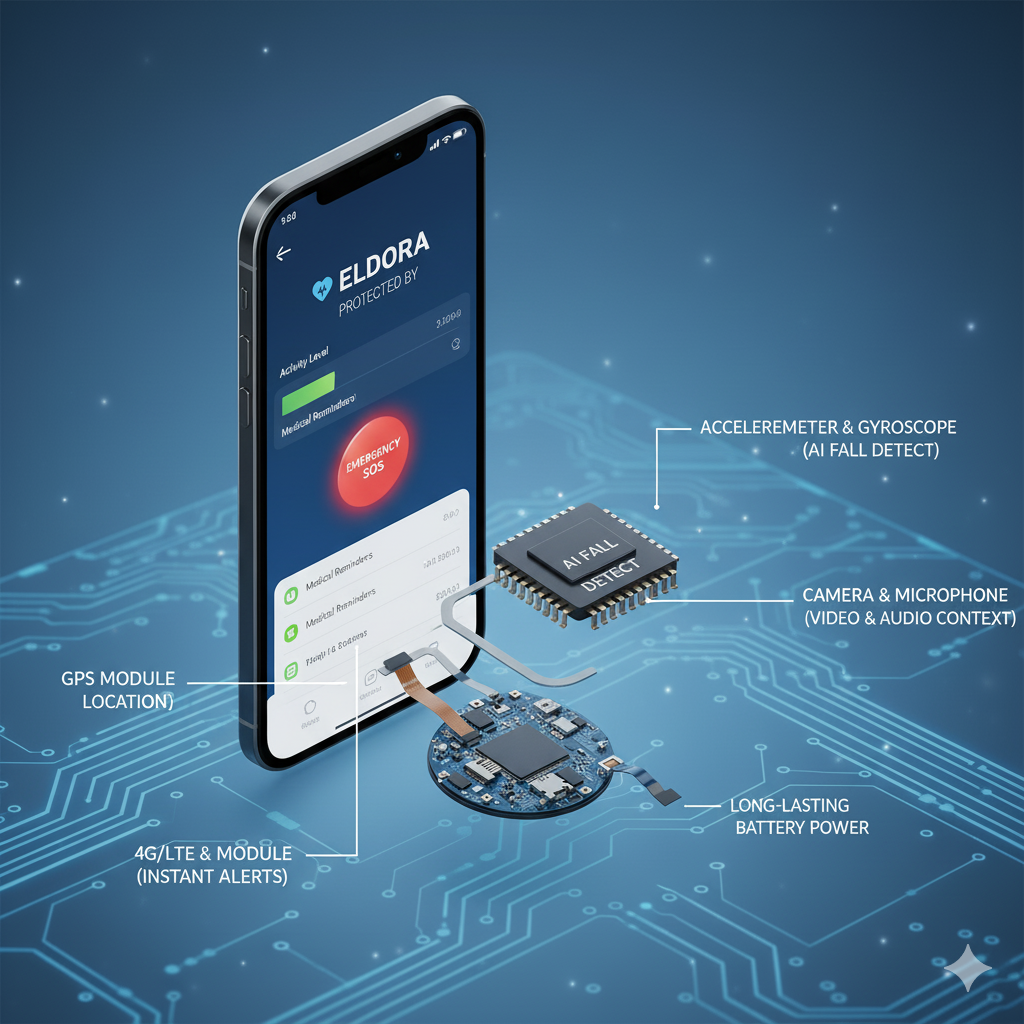 ELDORA
PROTECTED BY
Activity Level
Medical Reminders
EMERGENCY
SOS
Medical Reminders
Medical Reminders
AI FALL
DETECT
ACCELEREMETER & GYROSCOPE
(AI FALL DETECT)
CAMERA & MICROPHONE
(VIDEO & AUDIO CONTEXT)
GPS MODULE
LOCATION)
LONG-LASTING
BATTERY POWER
4G/LTE & MODULE
(INSTANT ALERTS)